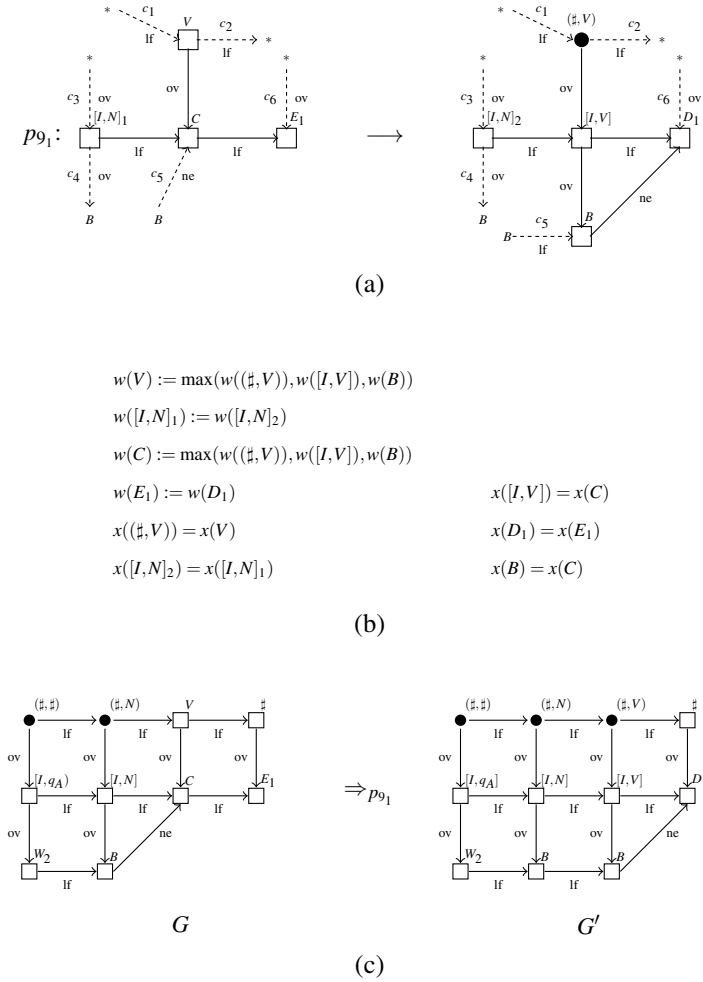 * c1 V c2 *
lf lf
* ov *
c3 ov c6 ov
p9₁: [I,N]1 C E1
lf lf
c4 ov c5 ne
B B
⟶
* c1 (♯,V) c2 *
lf lf
* ov *
c3 ov c6 ov
[I,N]2 [I,V] D1
lf lf
c4 ov ov ne
B B c5 B
lf
(a)
w(V) := max(w((♯,V)),w([I,V]),w(B))
w([I,N]1) := w([I,N]2)
w(C) := max(w((♯,V)),w([I,V]),w(B))
w(E1) := w(D1) x([I,V]) = x(C)
x((♯,V)) = x(V) x(D1) = x(E1)
x([I,N]2) = x([I,N]1) x(B) = x(C)
(b)
(♯,♯) (♯,N) V ♯
lf lf lf
ov ov ov ov
[I,qA) [I,N] C E1
lf lf lf
ov ov ne
W2 B
lf
G
⇒p9₁
(♯,♯) (♯,N) (♯,V) ♯
lf lf lf
ov ov ov ov
[I,qA] [I,N] [I,V] D
lf lf lf
ov ov ov ne
W2 B B
lf lf
G′
(c)